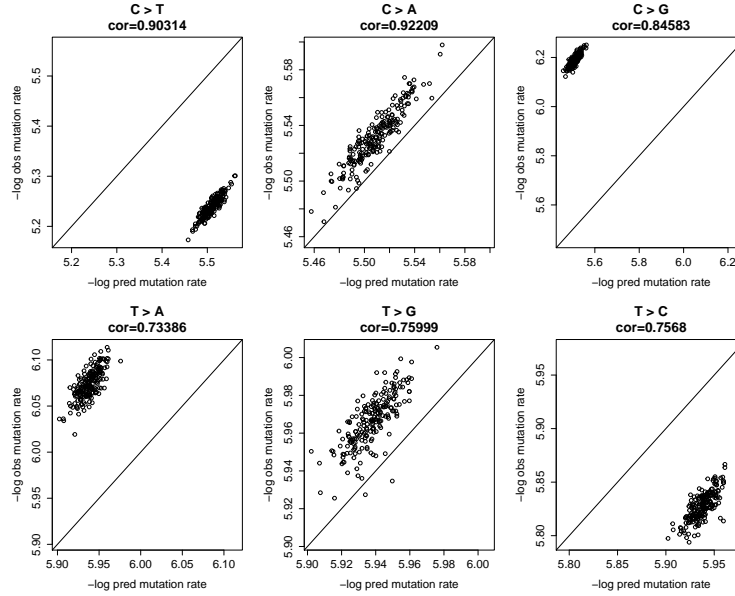 C > T
cor=0.90314
−log obs mutation rate
5.2 5.3 5.4 5.5
5.2 5.3 5.4 5.5
−log pred mutation rate
C > A
cor=0.92209
−log obs mutation rate
5.46 5.50 5.54 5.58
5.46 5.50 5.54 5.58
−log pred mutation rate
C > G
cor=0.84583
−log obs mutation rate
5.6 5.8 6.0 6.2
5.6 5.8 6.0 6.2
−log pred mutation rate
T > A
cor=0.73386
−log obs mutation rate
5.90 5.95 6.00 6.05 6.10
5.90 5.95 6.00 6.05 6.10
−log pred mutation rate
T > G
cor=0.75999
−log obs mutation rate
5.90 5.92 5.94 5.96 5.98 6.00
5.90 5.92 5.94 5.96 5.98 6.00
−log pred mutation rate
T > C
cor=0.7568
−log obs mutation rate
5.80 5.85 5.90 5.95
5.80 5.85 5.90 5.95
−log pred mutation rate